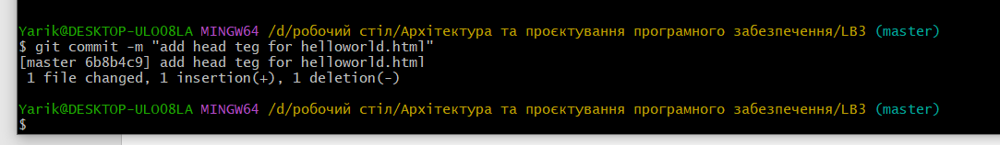 Yarik@DESKTOP-ULOO8LA MINGW64 /d/робочий стіл/Архітектура та проєктування програмного забезпечення/LB3 (master)
$ git commit -m "add head teg for helloworld.html"
[master 6b8b4c9] add head teg for helloworld.html
 1 file changed, 1 insertion(+), 1 deletion(-)
Yarik@DESKTOP-ULOO8LA MINGW64 /d/робочий стіл/Архітектура та проєктування програмного забезпечення/LB3 (master)
$